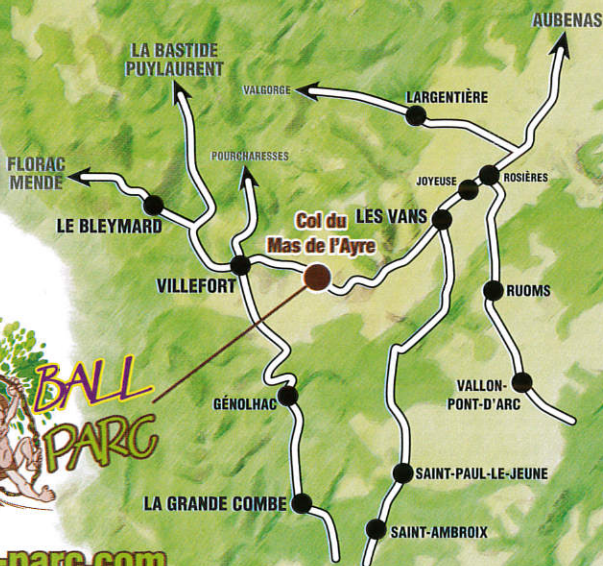 AUBENAS
LA BASTIDE
PUYLAURENT
VALGORGE
LARGENTIÈRE
FLORAC
MENDE
POURCHARESSES
JOYEUSE
ROSIÈRES
LE BLEYMARD
Col du
Mas de l'Ayre
LES VANS
VILLEFORT
RUOMS
BALL
PARC
GÉNOLHAC
VALLON-
PONT-D'ARC
SAINT-PAUL-LE-JEUNE
LA GRANDE COMBE
SAINT-AMBROIX
-parc.com